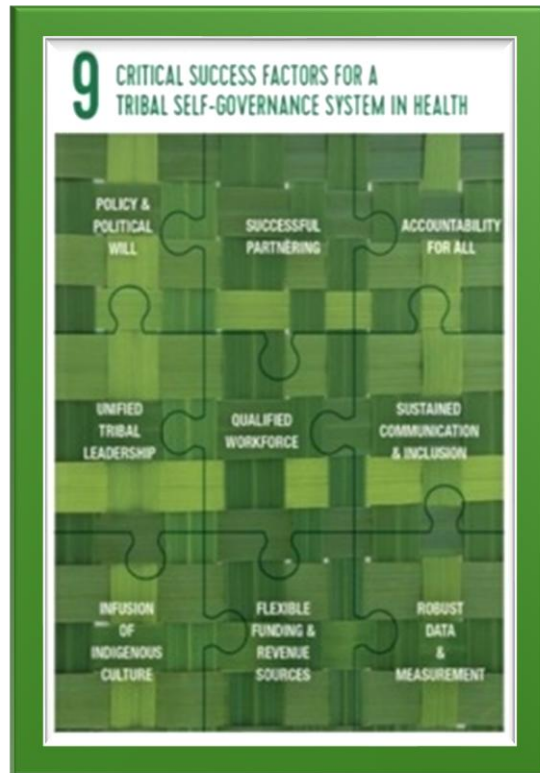 9 CRITICAL SUCCESS FACTORS FOR A
TRIBAL SELF-GOVERNANCE SYSTEM IN HEALTH
POLICY &
POLITICAL
WILL
SUCCESSFUL
PARTNERING
ACCOUNTABILITY
FOR ALL
UNIFIED
TRIBAL
LEADERSHIP
QUALIFIED
WORKFORCE
SUSTAINED
COMMUNICATION
& INCLUSION
INFUSION
OF
INDIGENOUS
CULTURE
FLEXIBLE
FUNDING &
REVENUE
SOURCES
ROBUST
DATA
&
MEASUREMENT